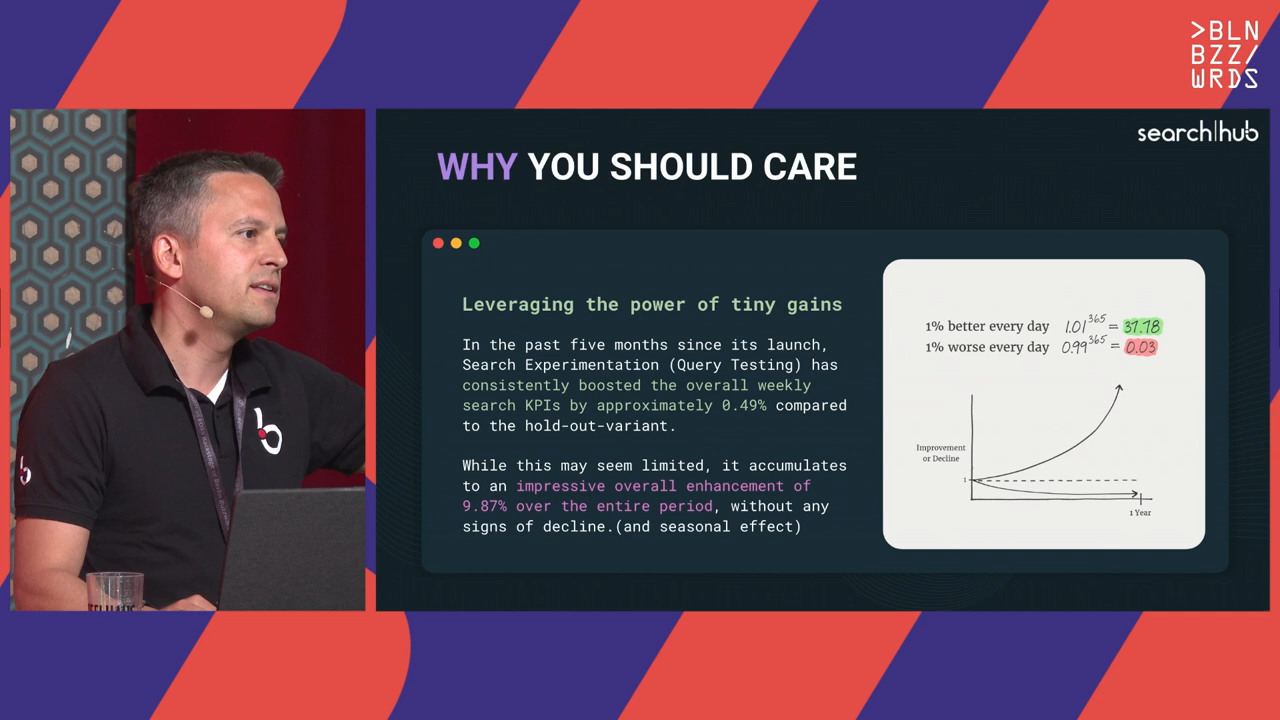 >BLN
BZZ/
WRDS
search|hub
WHY YOU SHOULD CARE
Leveraging the power of tiny gains
In the past five months since its launch,
Search Experimentation (Query Testing) has
consistently boosted the overall weekly
search KPIs by approximately 0.49% compared
to the hold-out-variant.
While this may seem limited, it accumulates
to an impressive overall enhancement of
9.87% over the entire period, without any
signs of decline.(and seasonal effect)
1% better every day 1.01^365 = 37.78
1% worse every day 0.99^365 = 0.03
Improvement
or Decline
1
1 Year